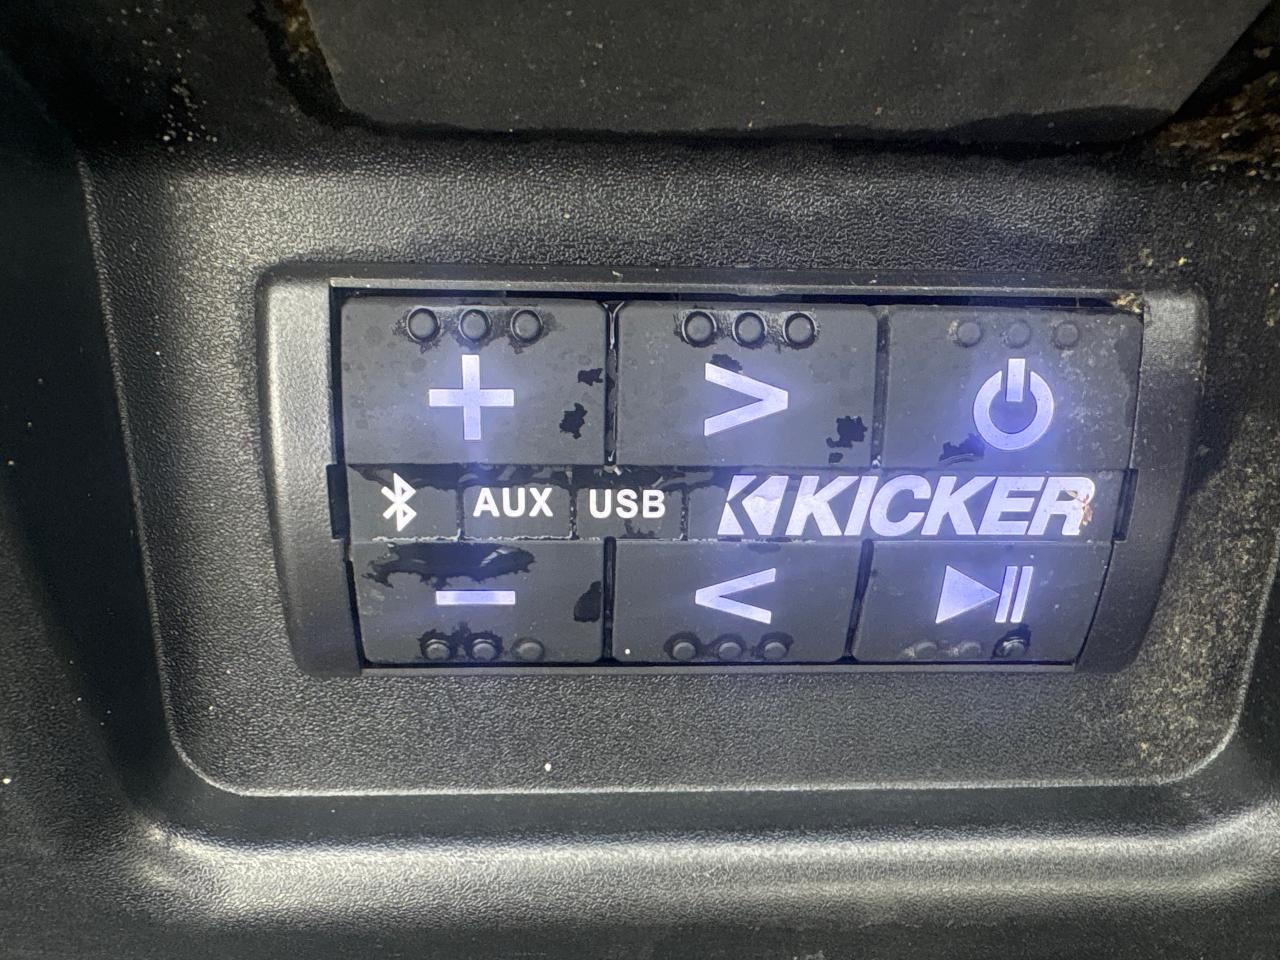 + >
AUX USB KICKER
- <